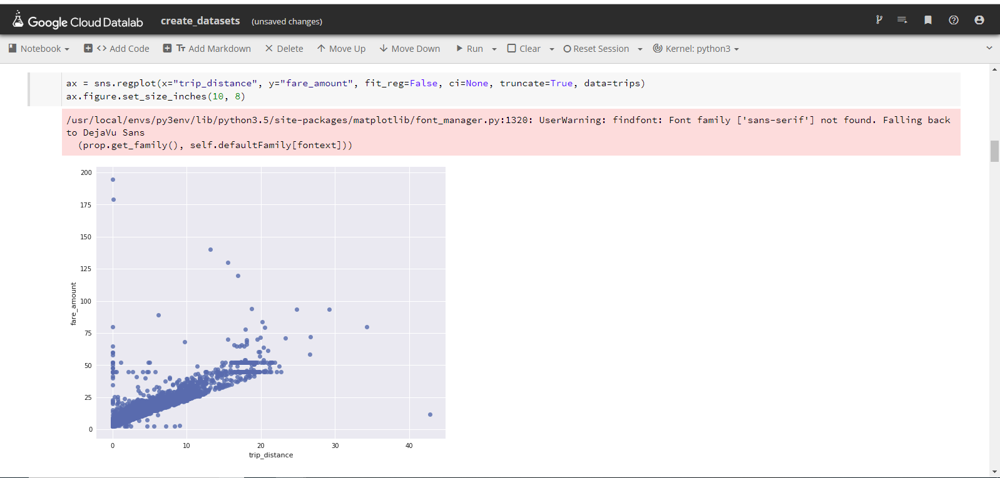 Google Cloud Datalab create_datasets (unsaved changes)
Notebook <> Add Code Tт Add Markdown Delete Move Up Move Down Run Clear Reset Session Kernel: python3
ax = sns.regplot(x="trip_distance", y="fare_amount", fit_reg=False, ci=None, truncate=True, data=trips)
ax.figure.set_size_inches(10, 8)
/usr/local/envs/py3env/lib/python3.5/site-packages/matplotlib/font_manager.py:1320: UserWarning: findfont: Font family ['sans-serif'] not found. Falling back
to DejaVu Sans
(prop.get_family(), self.defaultFamily[fontext]))
200
175
150
125
100
75
50
25
0
fare_amount
0 10 20 30 40
trip_distance